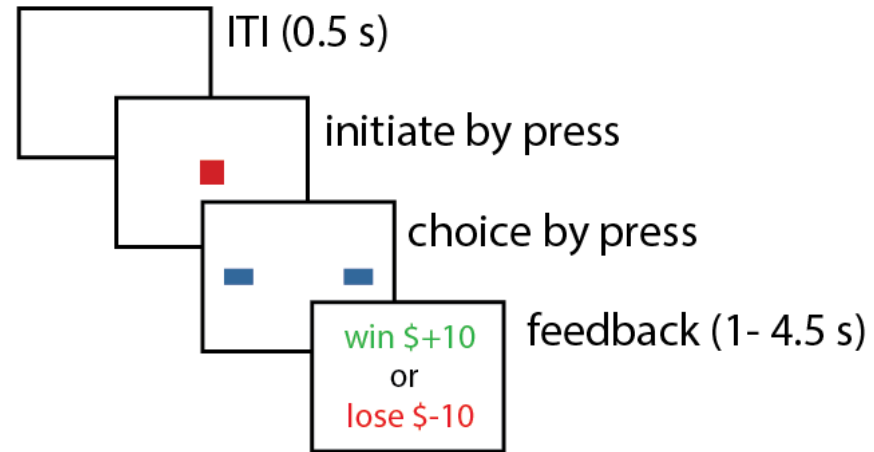 ITI (0.5 s)
initiate by press
choice by press
feedback (1- 4.5 s)
win $+10
or
lose $-10